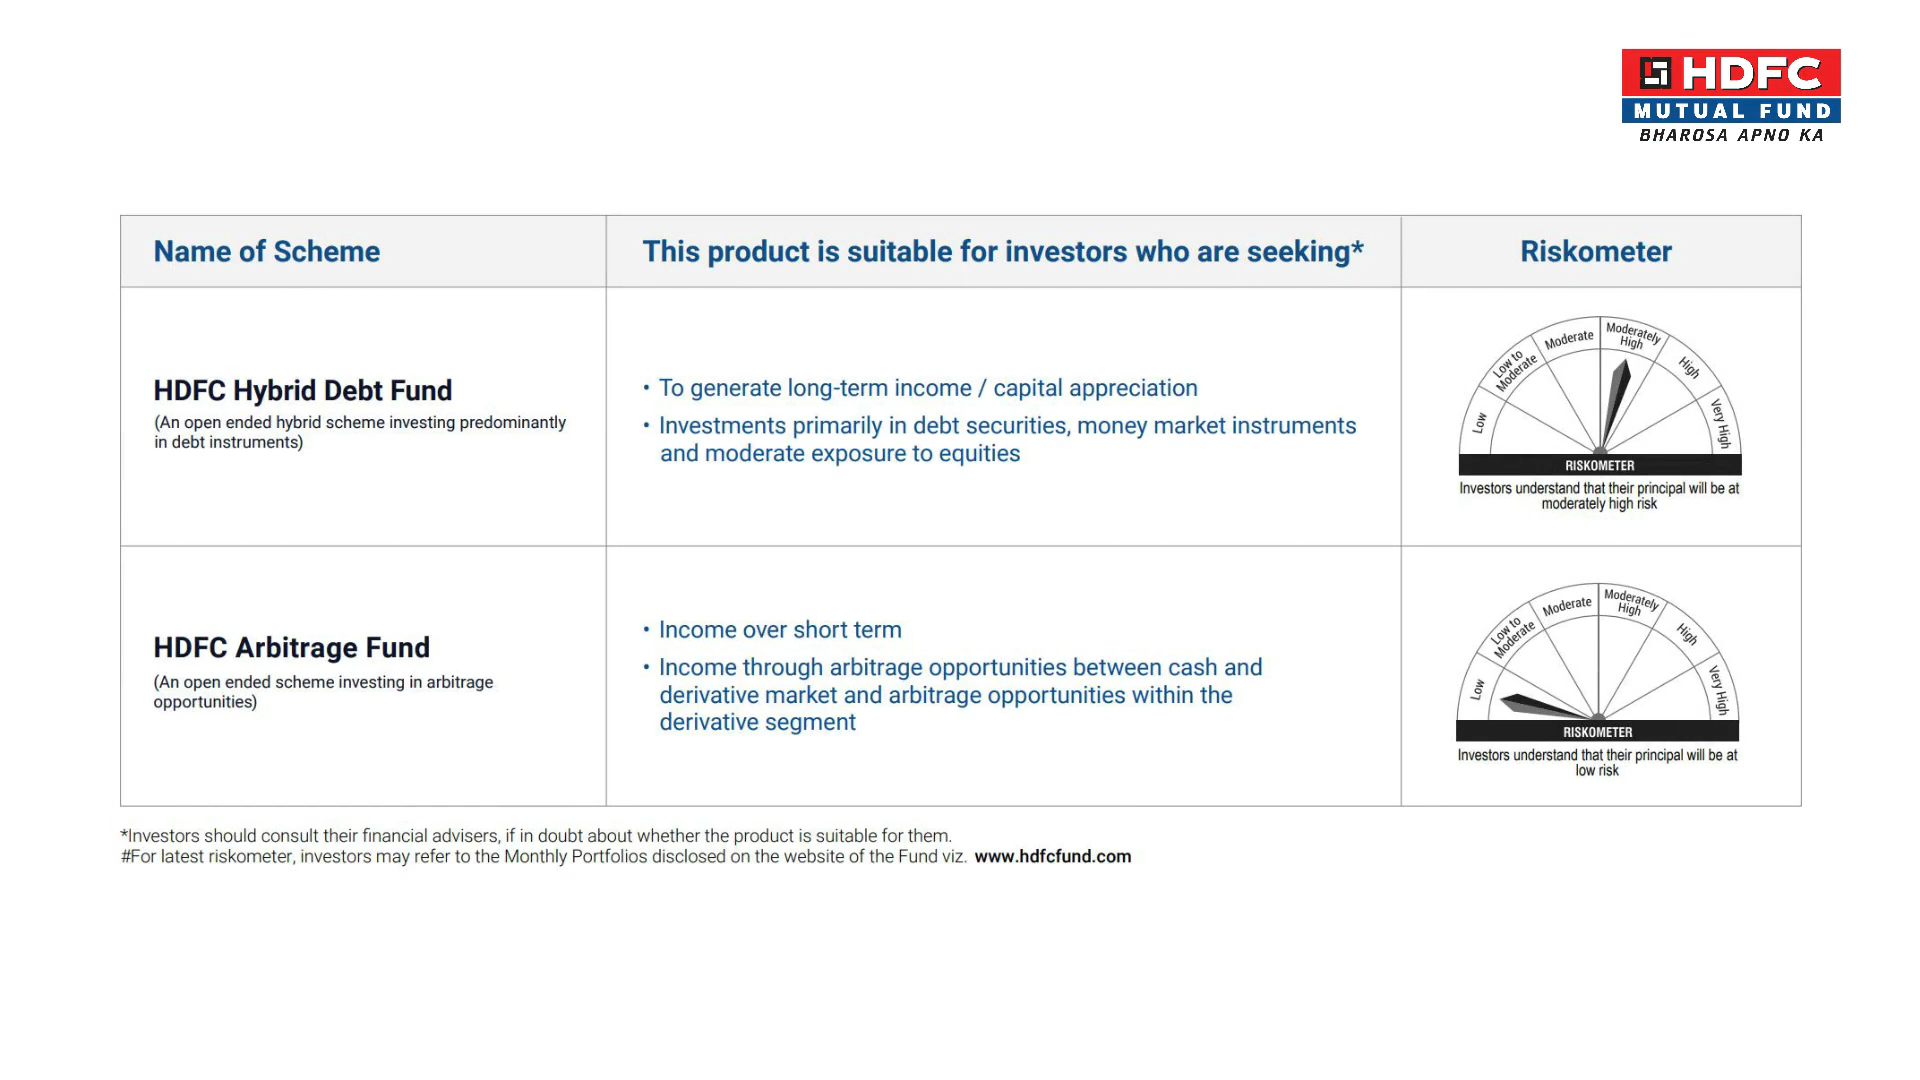 HDFC
MUTUAL FUND
BHAROSA APNO KA
Name of Scheme
This product is suitable for investors who are seeking*
Riskometer
HDFC Hybrid Debt Fund
(An open ended hybrid scheme investing predominantly
in debt instruments)
• To generate long-term income / capital appreciation
• Investments primarily in debt securities, money market instruments
and moderate exposure to equities
Low
Low to
Moderate
Moderate
Moderately
High
High
Very High
RISKOMETER
Investors understand that their principal will be at
moderately high risk
HDFC Arbitrage Fund
(An open ended scheme investing in arbitrage
opportunities)
• Income over short term
• Income through arbitrage opportunities between cash and
derivative market and arbitrage opportunities within the
derivative segment
Low
Low to
Moderate
Moderate
Moderately
High
High
Very High
RISKOMETER
Investors understand that their principal will be at
low risk
*Investors should consult their financial advisers, if in doubt about whether the product is suitable for them.
#For latest riskometer, investors may refer to the Monthly Portfolios disclosed on the website of the Fund viz. www.hdfcfund.com